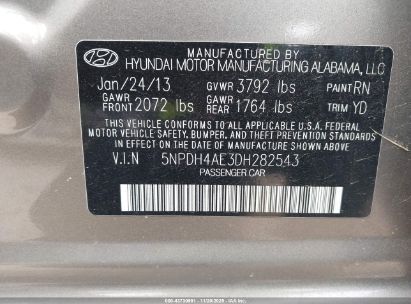 MANUFACTURED BY
HYUNDAI MOTOR MANUFACTURING ALABAMA, LLC
Jan/24/13 GVWR 3792 lbs PAINT RN
GAWR FRONT 2072 lbs GAWR REAR 1764 lbs TRIM YD
THIS VEHICLE CONFORMS TO ALL APPLICABLE U.S.A. FEDERAL
MOTOR VEHICLE SAFETY, BUMPER, AND THEFT PREVENTION STANDARDS
IN EFFECT ON THE DATE OF MANUFACTURE SHOWN ABOVE.
V.I.N 5NPDH4AE3DH282543
PASSENGER CAR